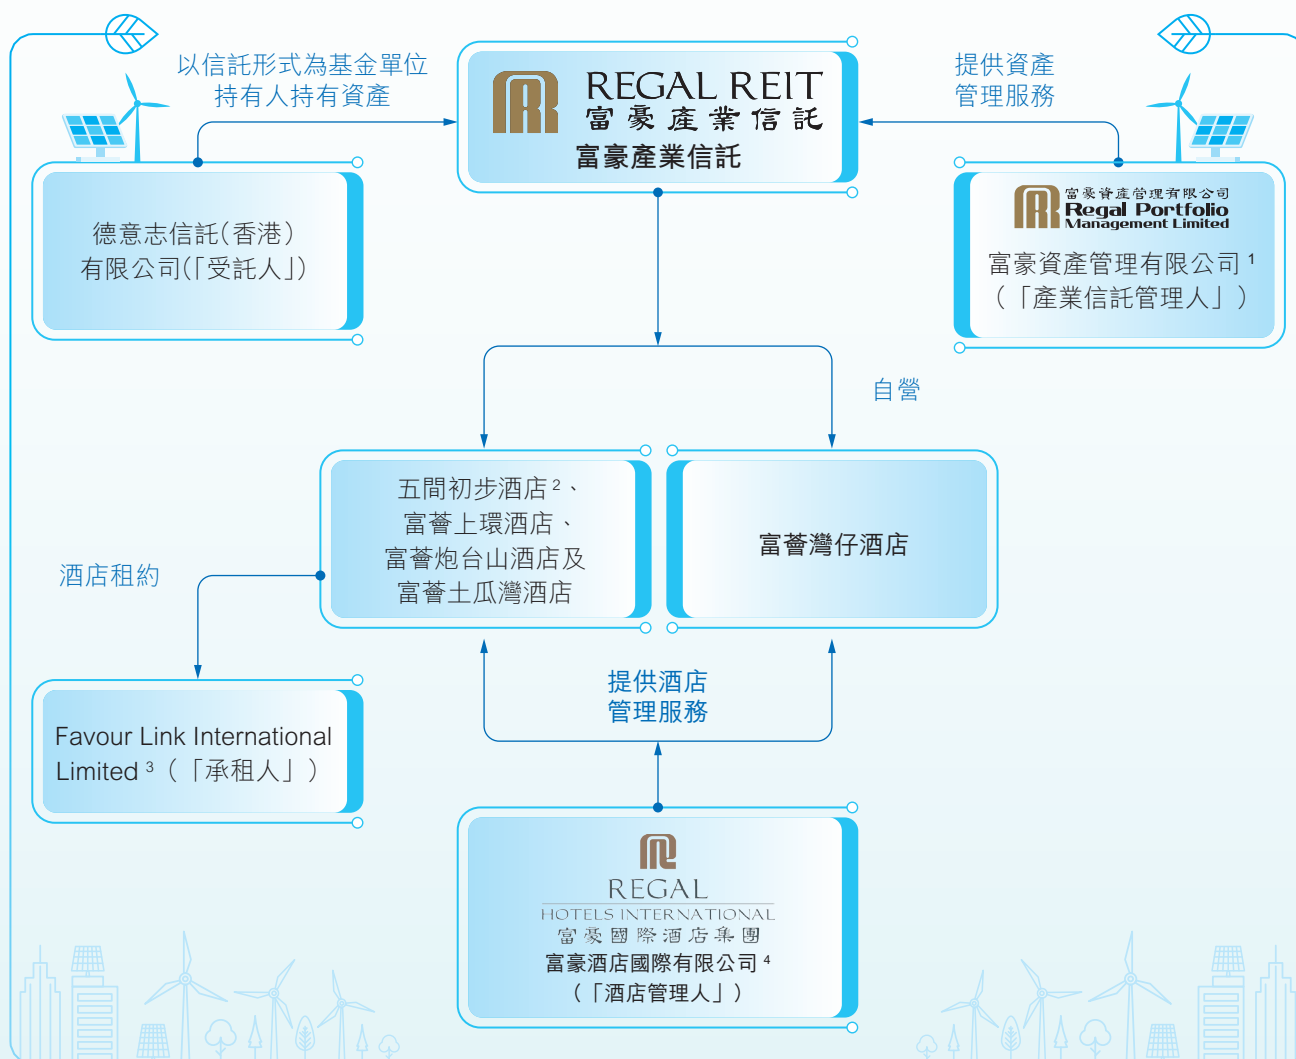 以信託形式為基金單位
持有人持有資產
REGAL REIT
富豪產業信託
富豪產業信託
提供資產
管理服務
德意志信託(香港)
有限公司(「受託人」)
富豪資產管理有限公司
Regal Portfolio
Management Limited
富豪資產管理有限公司 1
(「產業信託管理人」)
自營
五間初步酒店 2、
富薈上環酒店、
富薈炮台山酒店及
富薈土瓜灣酒店
富薈灣仔酒店
酒店租約
提供酒店
管理服務
Favour Link International
Limited 3(「承租人」)
REGAL
HOTELS INTERNATIONAL
富豪國際酒店集團
富豪酒店國際有限公司 4
(「酒店管理人」)